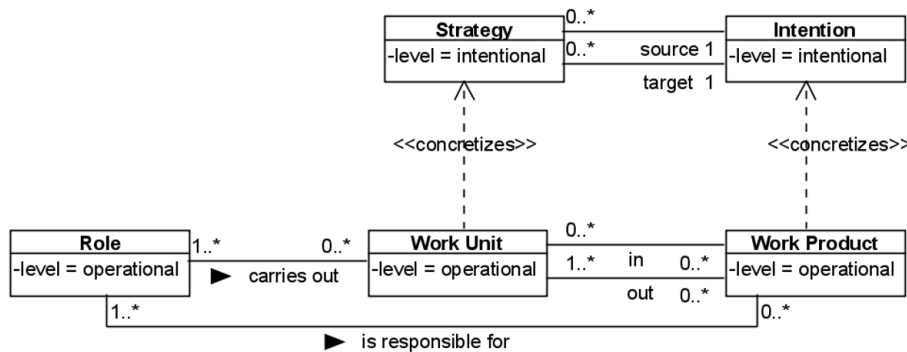 Strategy
-level = intentional
0..*
0..*
source 1
target 1
Intention
-level = intentional
<<concretizes>>
<<concretizes>>
Role
-level = operational
1..*
0..*
carries out
Work Unit
-level = operational
0..*
1..*
in
0..*
out
0..*
Work Product
-level = operational
1..*
0..*
is responsible for